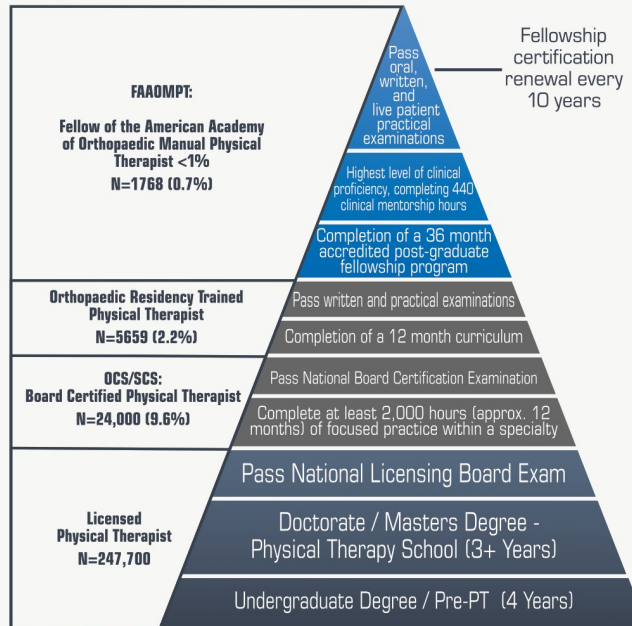 Fellowship
certification
renewal every
10 years
FAAOMPT:
Fellow of the American Academy
of Orthopaedic Manual Physical
Therapist <1%
N=1768 (0.7%)
Pass
oral,
written,
and
live patient
practical
examinations
Highest level of clinical
proficiency, completing 440
clinical mentorship hours
Completion of a 36 month
accredited post-graduate
fellowship program
Orthopaedic Residency Trained
Physical Therapist
N=5659 (2.2%)
Pass written and practical examinations
Completion of a 12 month curriculum
OCS/SCS:
Board Certified Physical Therapist
N=24,000 (9.6%)
Pass National Board Certification Examination
Complete at least 2,000 hours (approx. 12
months) of focused practice within a specialty
Licensed
Physical Therapist
N=247,700
Pass National Licensing Board Exam
Doctorate / Masters Degree -
Physical Therapy School (3+ Years)
Undergraduate Degree / Pre-PT (4 Years)